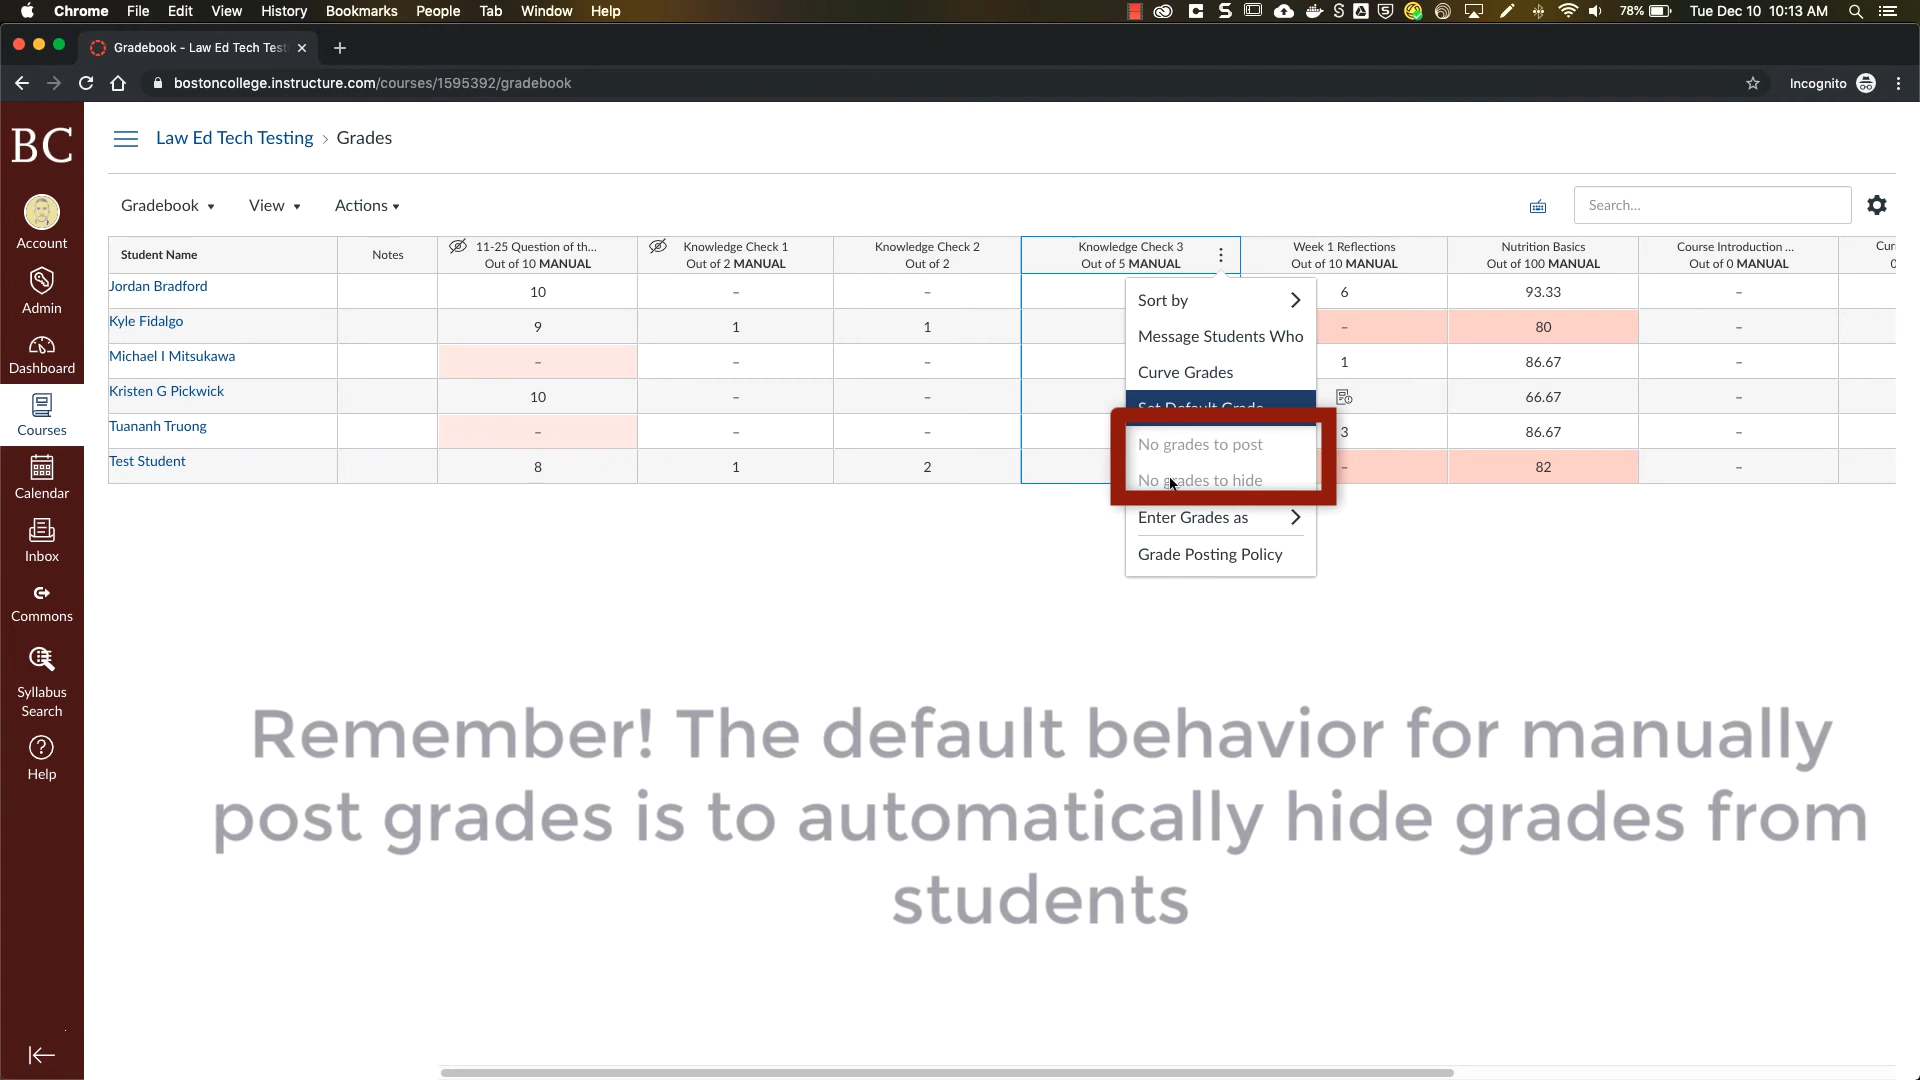 Chrome File Edit View History Bookmarks People Tab Window Help 78% Tue Dec 10 10:13 AM
Gradebook - Law Ed Tech Test
bostoncollege.instructure.com/courses/1595392/gradebook Incognito
BC
Law Ed Tech Testing › Grades
Gradebook View Actions Search...
Student Name Notes 11-25 Question of th... Knowledge Check 1 Knowledge Check 2 Knowledge Check 3 Week 1 Reflections Nutrition Basics Course Introduction ...
Out of 10 MANUAL Out of 2 MANUAL Out of 2 Out of 5 MANUAL Out of 10 MANUAL Out of 100 MANUAL Out of 0 MANUAL
Jordan Bradford 10 – – 6 93.33 –
Kyle Fidalgo 9 1 1 – 80 –
Michael I Mitsukawa – – – 1 86.67 –
Kristen G Pickwick 10 – – 66.67 –
Tuananh Truong – – – 3 86.67 –
Test Student 8 1 2 – 82 –
Sort by
Message Students Who
Curve Grades
Set Default Grade
No grades to post
No grades to hide
Enter Grades as
Grade Posting Policy
Account
Admin
Dashboard
Courses
Calendar
Inbox
Commons
Syllabus
Search
Help
Remember! The default behavior for manually
post grades is to automatically hide grades from
students